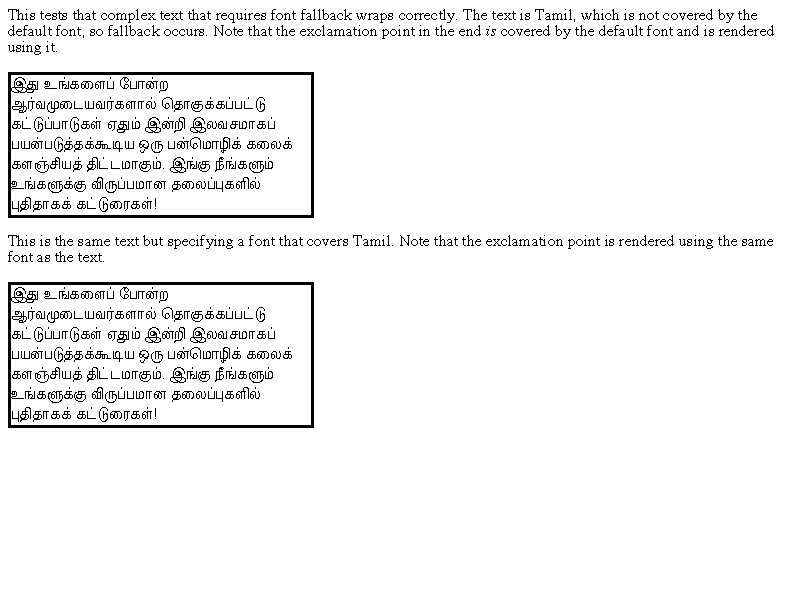 This tests that complex text that requires font fallback wraps correctly. The text is Tamil, which is not covered by the
default font, so fallback occurs. Note that the exclamation point in the end is covered by the default font and is rendered
using it.
இது உங்களைப் போன்ற
ஆர்வமுடையவர்களால் தொகுக்கப்பட்டு
கட்டுப்பாடுகள் ஏதும் இன்றி இலவசமாகப்
பயன்படுத்தக்கூடிய ஒரு பன்மொழிக் கலைக்
களஞ்சியத் திட்டமாகும். இங்கு நீங்களும்
உங்களுக்கு விருப்பமான தலைப்புகளில்
புதிதாகக் கட்டுரைகள்!
This is the same text but specifying a font that covers Tamil. Note that the exclamation point is rendered using the same
font as the text.
இது உங்களைப் போன்ற
ஆர்வமுடையவர்களால் தொகுக்கப்பட்டு
கட்டுப்பாடுகள் ஏதும் இன்றி இலவசமாகப்
பயன்படுத்தக்கூடிய ஒரு பன்மொழிக் கலைக்
களஞ்சியத் திட்டமாகும். இங்கு நீங்களும்
உங்களுக்கு விருப்பமான தலைப்புகளில்
புதிதாகக் கட்டுரைகள்!